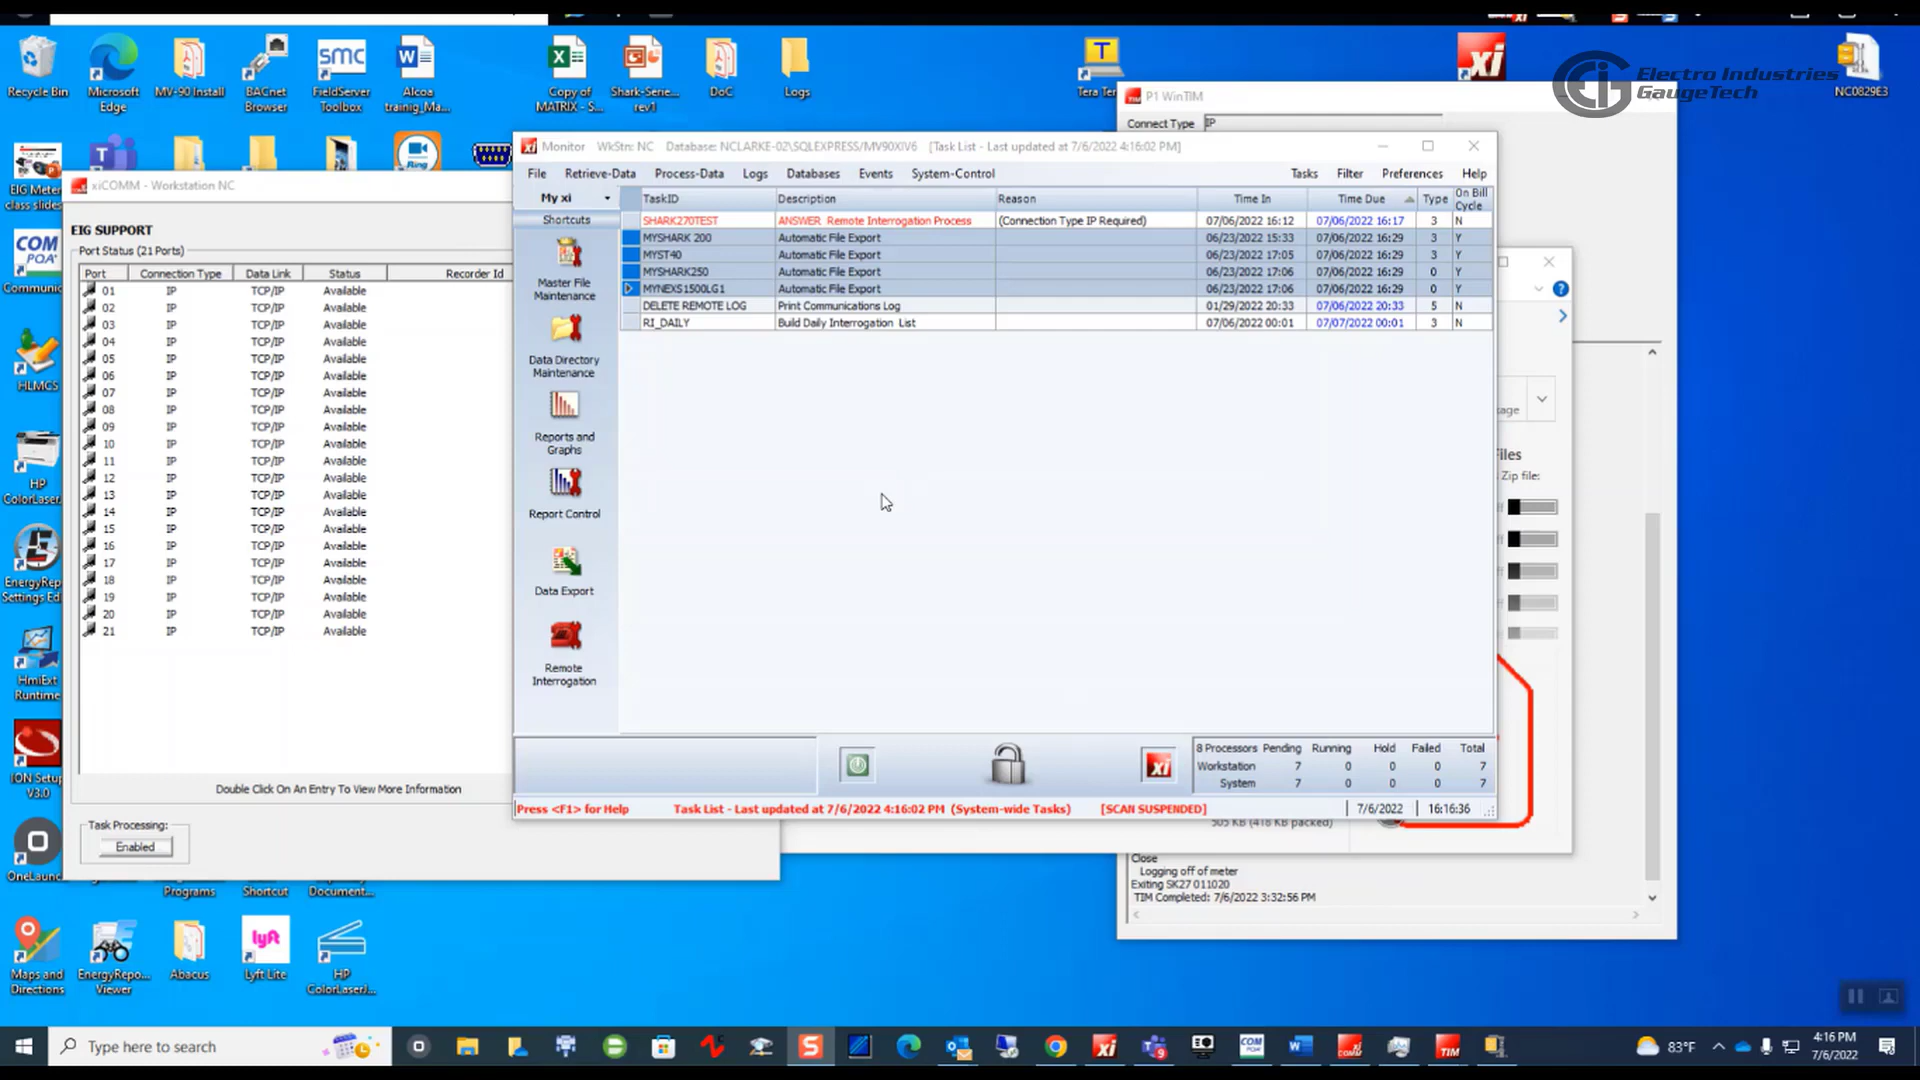 Recycle Bin
Microsoft Edge
MV-90 Install
BACnet Browser
FieldServer Toolbox
Alcoa trainig_Ma...
Copy of MATRIX - S...
Shark-Serie... rev1
DoC
Logs
Tera Ter
NC0829E3
Electro Industries
GaugeTech
P1 WinTIM
Connect Type IP
EIG Mete
class slides
Communi
HLMCS
HP
ColorLaser
EnergyRep
Settings Ed
HmiExt
Runtime
ION Setu
V3.0
OneLaunc
xiCOMM - Workstation NC
EIG SUPPORT
Port Status (21 Ports)
Port Connection Type Data Link Status Recorder Id
01 IP TCP/IP Available
02 IP TCP/IP Available
03 IP TCP/IP Available
04 IP TCP/IP Available
05 IP TCP/IP Available
06 IP TCP/IP Available
07 IP TCP/IP Available
08 IP TCP/IP Available
09 IP TCP/IP Available
10 IP TCP/IP Available
11 IP TCP/IP Available
12 IP TCP/IP Available
13 IP TCP/IP Available
14 IP TCP/IP Available
15 IP TCP/IP Available
16 IP TCP/IP Available
17 IP TCP/IP Available
18 IP TCP/IP Available
19 IP TCP/IP Available
20 IP TCP/IP Available
21 IP TCP/IP Available
Double Click On An Entry To View More Information
Task Processing:
Enabled
xi Monitor WkStn: NC Database: NCLARKE-02\SQLEXPRESS/MV90XIV6 [Task List - Last updated at 7/6/2022 4:16:02 PM]
File Retrieve-Data Process-Data Logs Databases Events System-Control Tasks Filter Preferences Help
My xi
Shortcuts
Master File Maintenance
Data Directory Maintenance
Reports and Graphs
Report Control
Data Export
Remote Interrogation
TaskID Description Reason Time In Time Due Type On Bill Cycle
SHARK270TEST ANSWER Remote Interrogation Process (Connection Type IP Required) 07/06/2022 16:12 07/06/2022 16:17 3 N
MYSHARK 200 Automatic File Export 06/23/2022 15:33 07/06/2022 16:29 3 Y
MYST40 Automatic File Export 06/23/2022 17:05 07/06/2022 16:29 3 Y
MYSHARK250 Automatic File Export 06/23/2022 17:06 07/06/2022 16:29 0 Y
MYNEXS1500LG1 Automatic File Export 06/23/2022 17:06 07/06/2022 16:29 0 Y
DELETE REMOTE LOG Print Communications Log 01/29/2022 20:33 07/06/2022 20:33 5 N
RI_DAILY Build Daily Interrogation List 07/06/2022 00:01 07/07/2022 00:01 3 N
8 Processors Pending Running Hold Failed Total
Workstation 7 0 0 0 7
System 7 0 0 0 7
Press <F1> for Help Task List - Last updated at 7/6/2022 4:16:02 PM (System-wide Tasks) [SCAN SUSPENDED] 7/6/2022 16:16:36
Files
Zip file:
505 KB (418 KB packed)
Close
Logging off of meter
Exiting SK27 011020
TIM Completed: 7/6/2022 3:32:56 PM
Programs
Shortcut
Document...
Maps and Directions
EnergyRepo... Viewer
Abacus
Lyft Lite
HP ColorLaserJ...
Type here to search
83°F
4:16 PM
7/6/2022